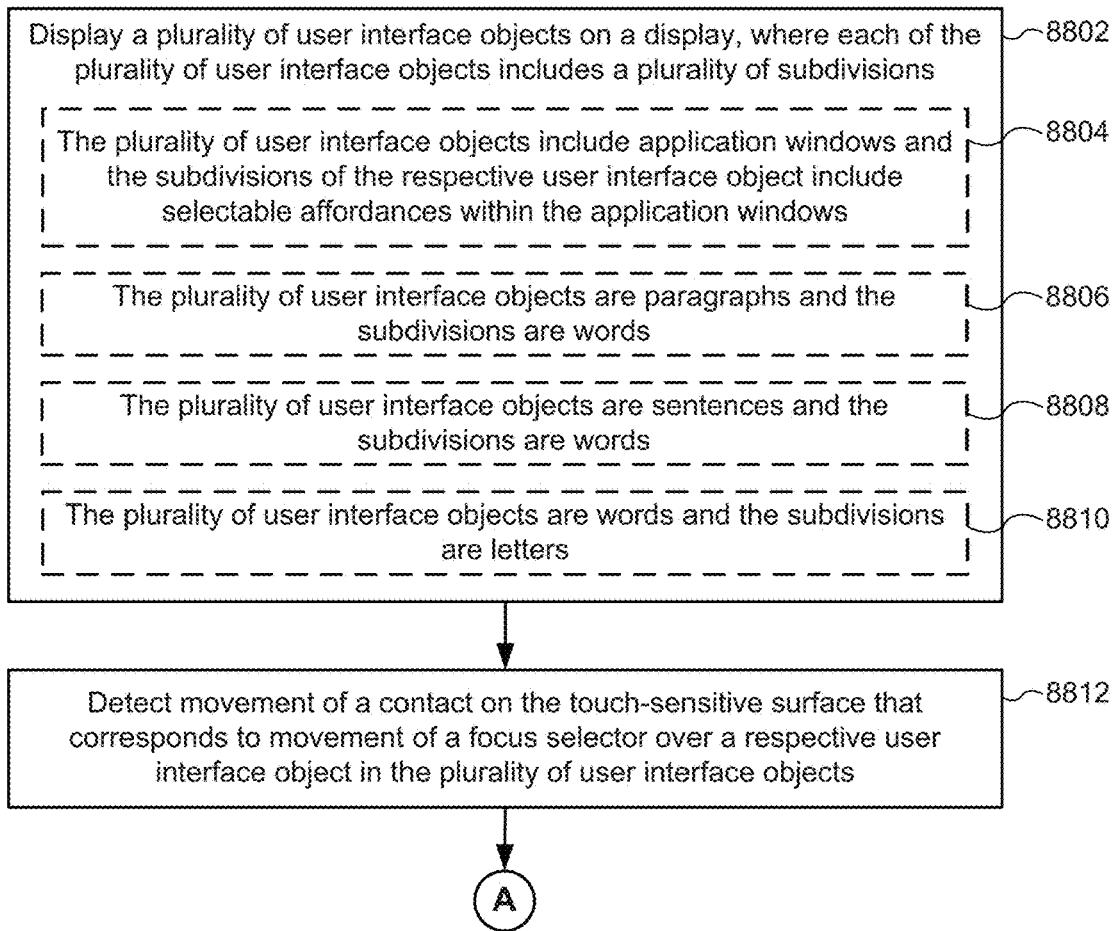 Display a plurality of user interface objects on a display, where each of the
plurality of user interface objects includes a plurality of subdivisions
8802
The plurality of user interface objects include application windows and
the subdivisions of the respective user interface object include
selectable affordances within the application windows
8804
The plurality of user interface objects are paragraphs and the
subdivisions are words
8806
The plurality of user interface objects are sentences and the
subdivisions are words
8808
The plurality of user interface objects are words and the subdivisions
are letters
8810
Detect movement of a contact on the touch-sensitive surface that
corresponds to movement of a focus selector over a respective user
interface object in the plurality of user interface objects
8812
A